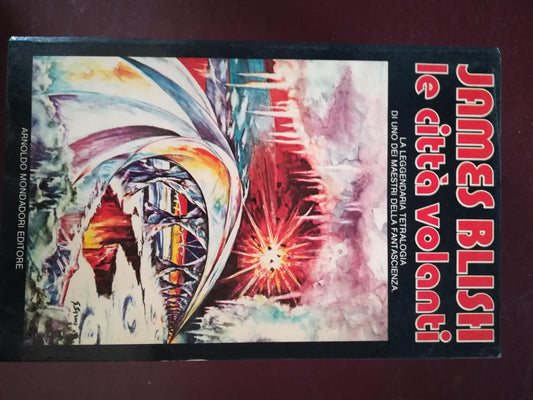 JAMES BLISH
le città volanti
LA LEGGENDARIA TETRALOGIA
DI UNO DEI MAESTRI DELLA FANTASCIENZA
ARNOLDO MONDADORI EDITORE